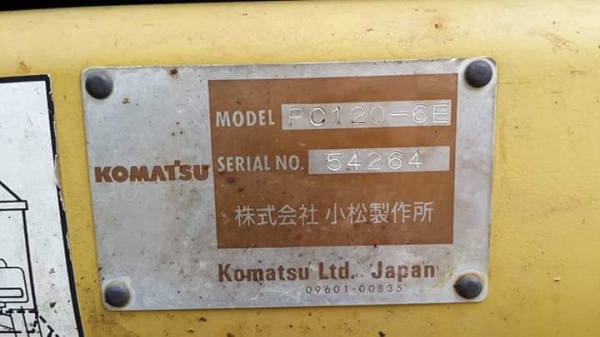 KOMATSU
MODEL PC120-6E
SERIAL NO. 54264
株式会社 小松製作所
Komatsu Ltd. Japan
09601-00835